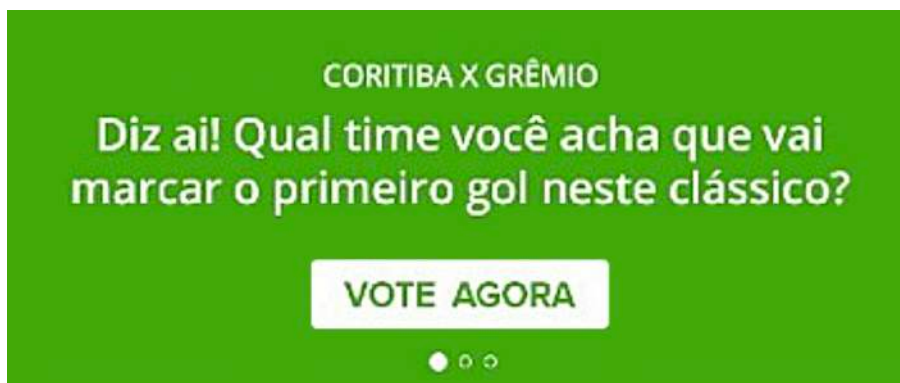 CORITIBA X GRÊMIO
Diz ai! Qual time você acha que vai
marcar o primeiro gol neste clássico?
VOTE AGORA